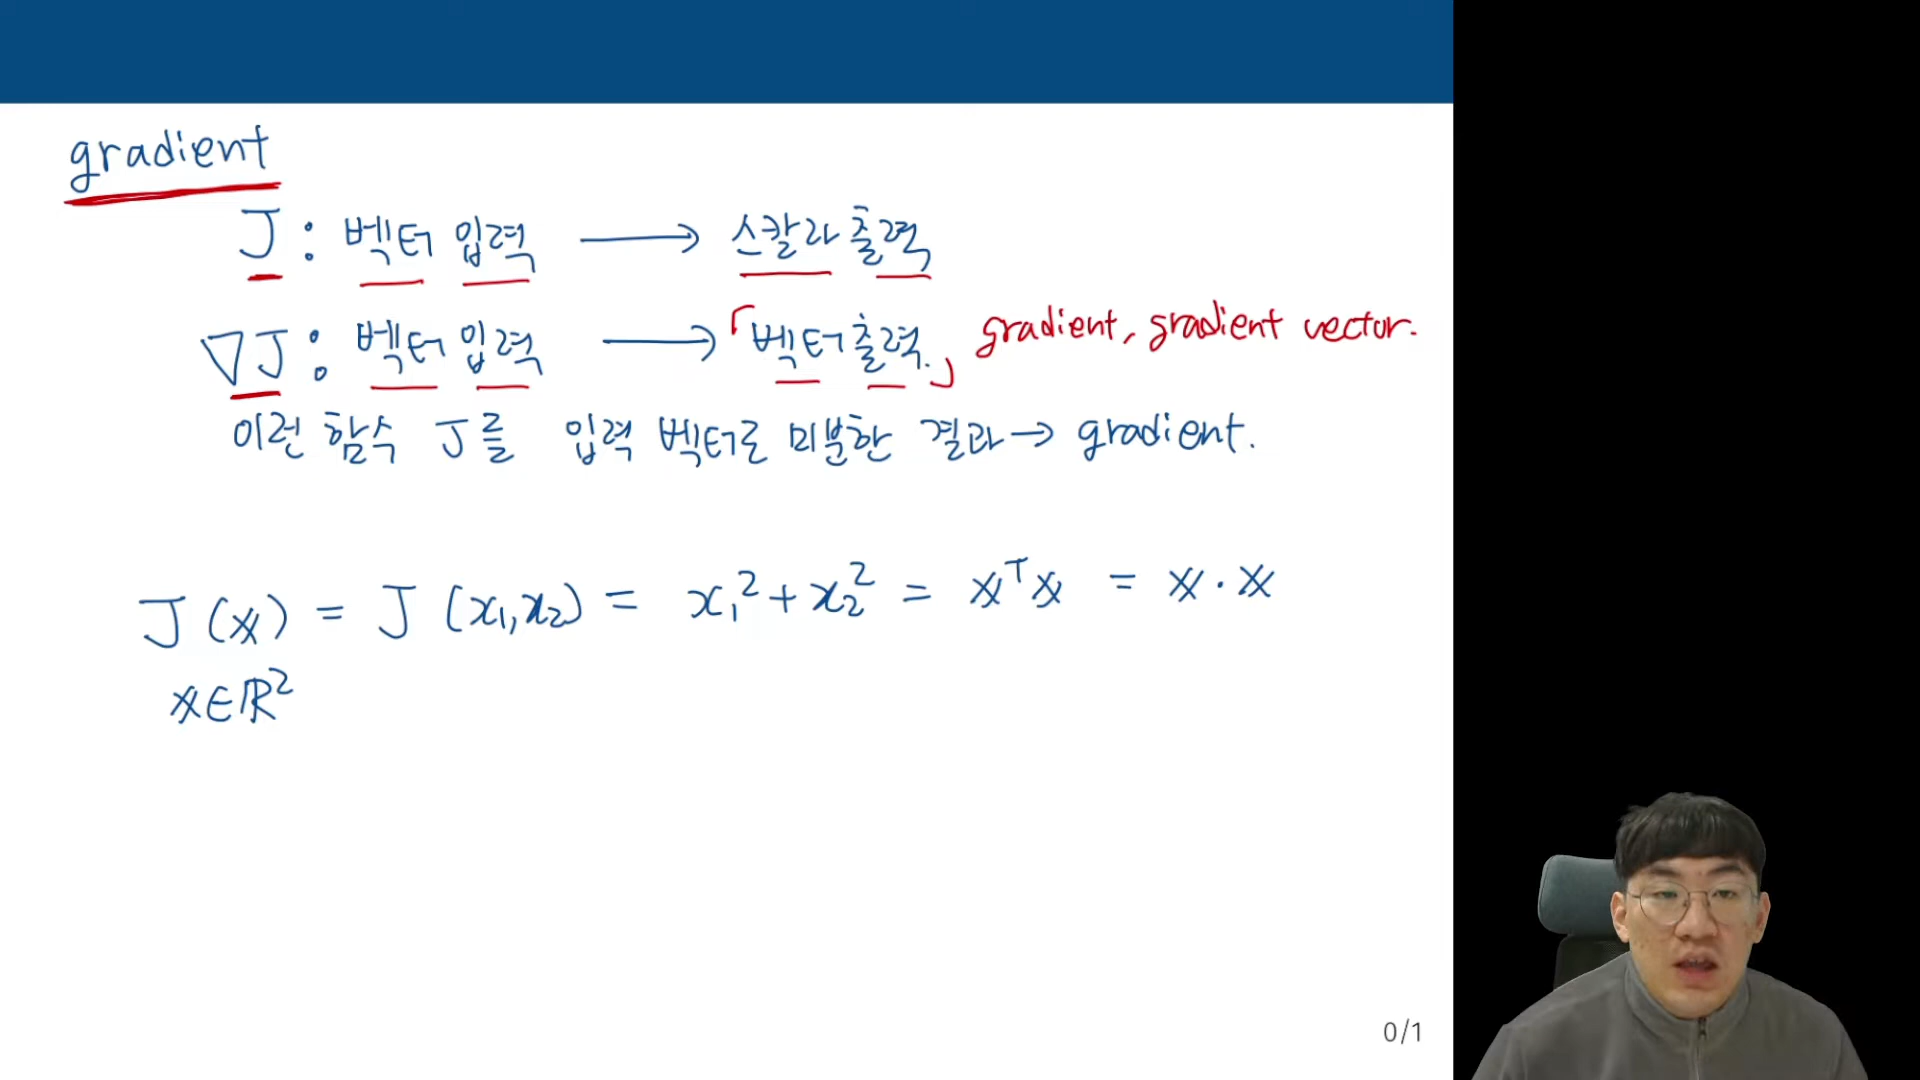 gradient
J : 벡터 입력 → 스칼라 출력
∇J : 벡터 입력 → 「벡터 출력.」 gradient, gradient vector.
이런 함수 J를 입력 벡터로 미분한 결과 → gradient.
J(𝕩) = J(x₁,x₂) = x₁²+x₂² = 𝕩ᵀ𝕩 = 𝕩·𝕩
𝕩∈ℝ²
0/1